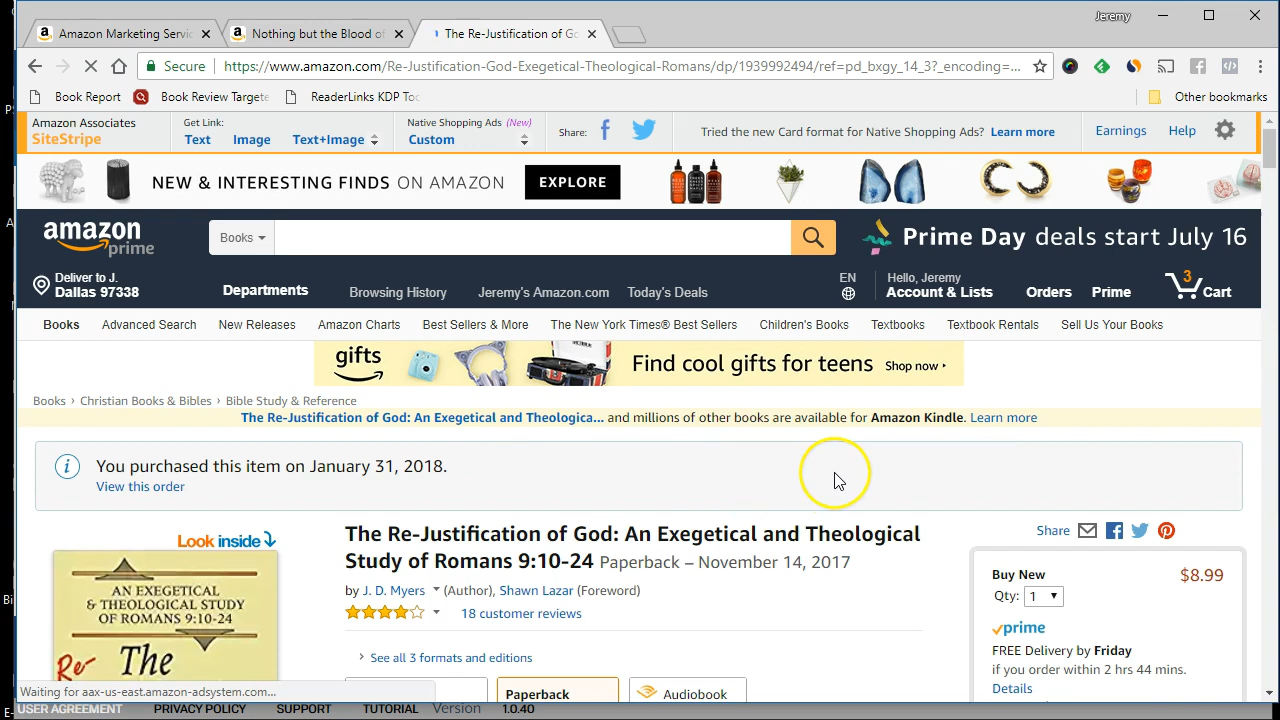 Jeremy
Amazon Marketing Servic
Nothing but the Blood of
The Re-Justification of Go
Secure
https://www.amazon.com/Re-Justification-God-Exegetical-Theological-Romans/dp/1939992494/ref=pd_bxgy_14_3?_encoding=...
Book Report
Book Review Targete
ReaderLinks KDP Toc
Other bookmarks
Amazon Associates
SiteStripe
Get Link:
Text
Image
Text+Image
Native Shopping Ads (New)
Custom
Share:
Tried the new Card format for Native Shopping Ads? Learn more
Earnings
Help
NEW & INTERESTING FINDS ON AMAZON
EXPLORE
amazon
prime
Books
Prime Day deals start July 16
Deliver to J.
Dallas 97338
Departments
Browsing History
Jeremy's Amazon.com
Today's Deals
EN
Hello, Jeremy
Account & Lists
Orders
Prime
3
Cart
Books
Advanced Search
New Releases
Amazon Charts
Best Sellers & More
The New York Times® Best Sellers
Children's Books
Textbooks
Textbook Rentals
Sell Us Your Books
gifts
Find cool gifts for teens
Shop now
Books › Christian Books & Bibles › Bible Study & Reference
The Re-Justification of God: An Exegetical and Theologica... and millions of other books are available for Amazon Kindle. Learn more
You purchased this item on January 31, 2018.
View this order
Look inside
AN EXEGETICAL
& THEOLOGICAL STUDY
OF ROMANS 9:10-24
Re-
The
The Re-Justification of God: An Exegetical and Theological
Study of Romans 9:10-24 Paperback – November 14, 2017
by J. D. Myers (Author), Shawn Lazar (Foreword)
18 customer reviews
See all 3 formats and editions
Paperback
Audiobook
Share
Buy New
$8.99
Qty: 1
prime
FREE Delivery by Friday
if you order within 2 hrs 44 mins.
Details
Waiting for aax-us-east.amazon-adsystem.com...
USER AGREEMENT
PRIVACY POLICY
SUPPORT
TUTORIAL
Version
1.0.40